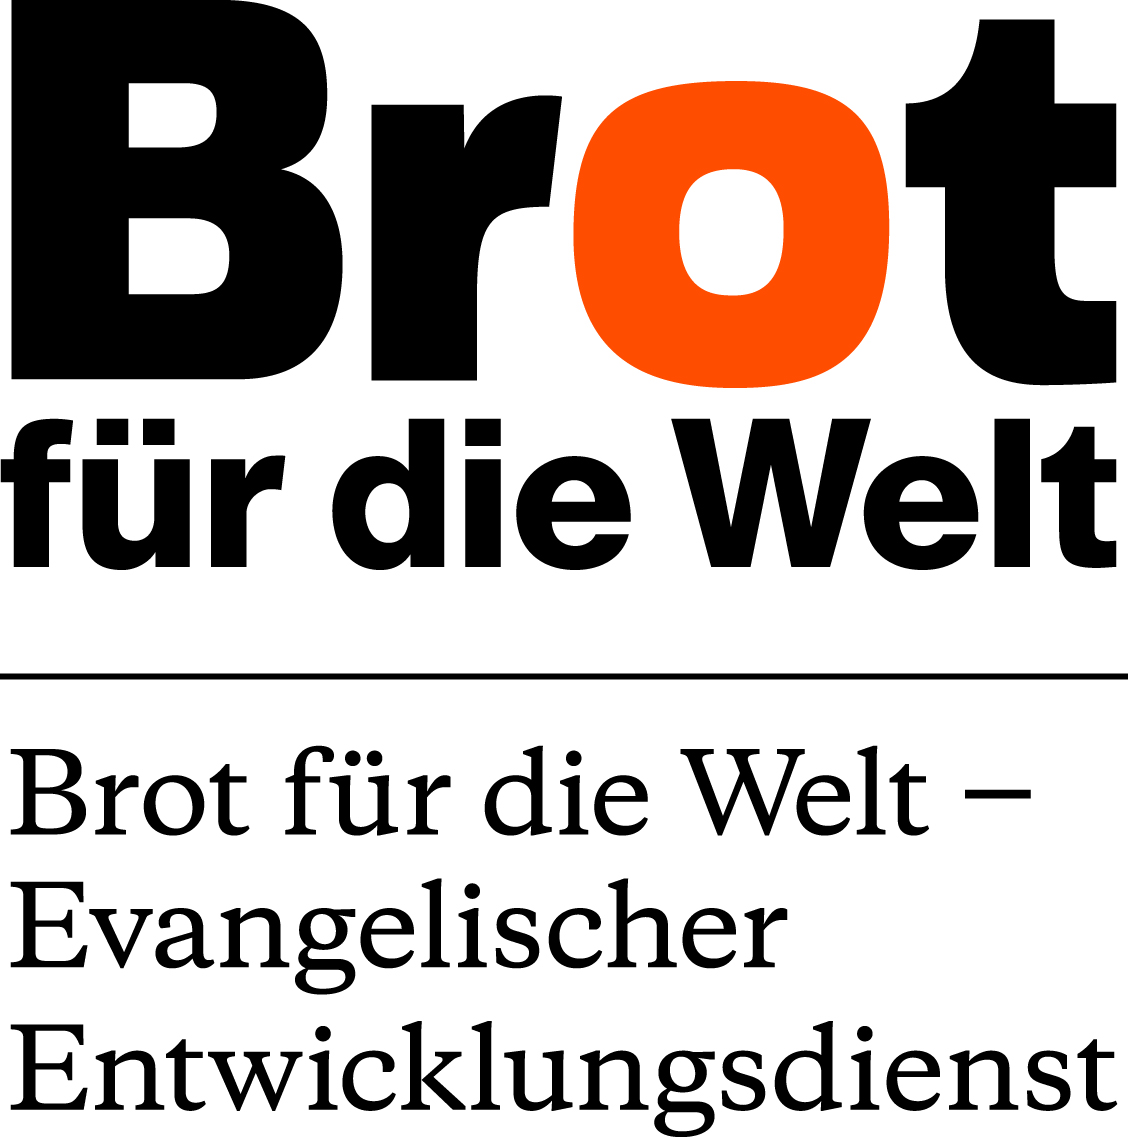 Brot
für die Welt
Brot für die Welt –
Evangelischer
Entwicklungsdienst